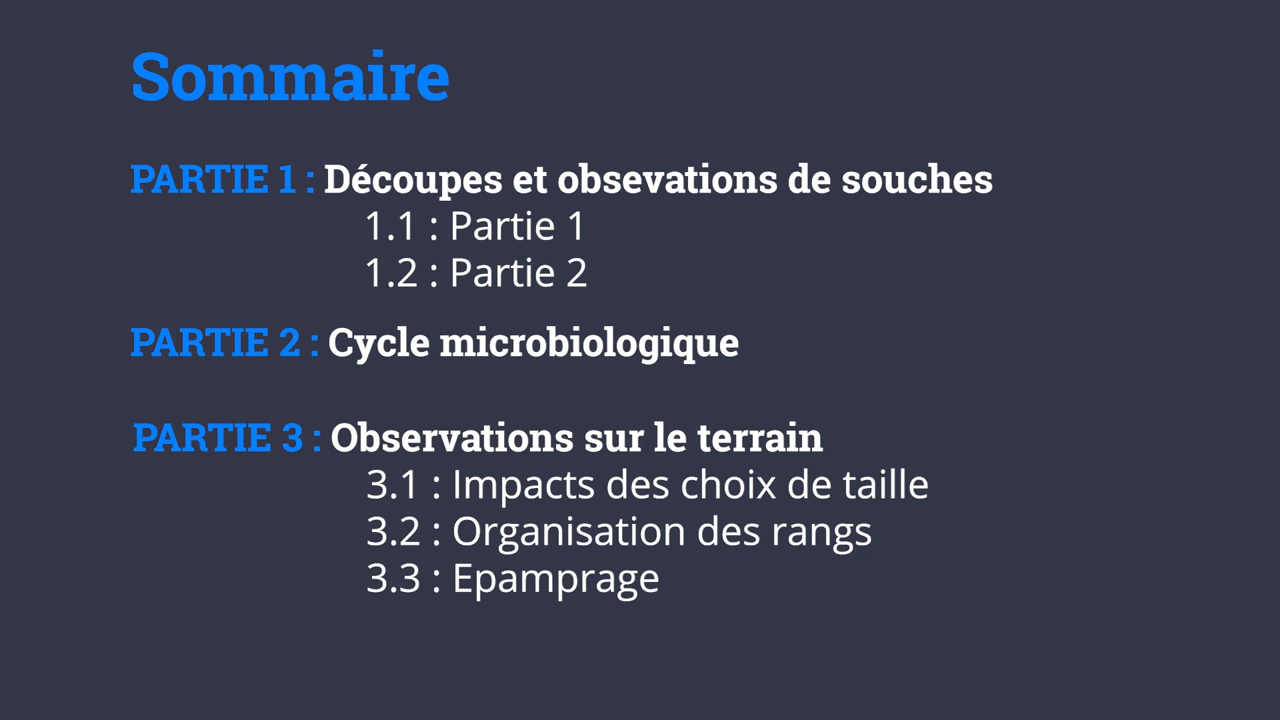 Sommaire
PARTIE 1 : Découpes et obsevations de souches
1.1 : Partie 1
1.2 : Partie 2
PARTIE 2 : Cycle microbiologique
PARTIE 3 : Observations sur le terrain
3.1 : Impacts des choix de taille
3.2 : Organisation des rangs
3.3 : Epamprage